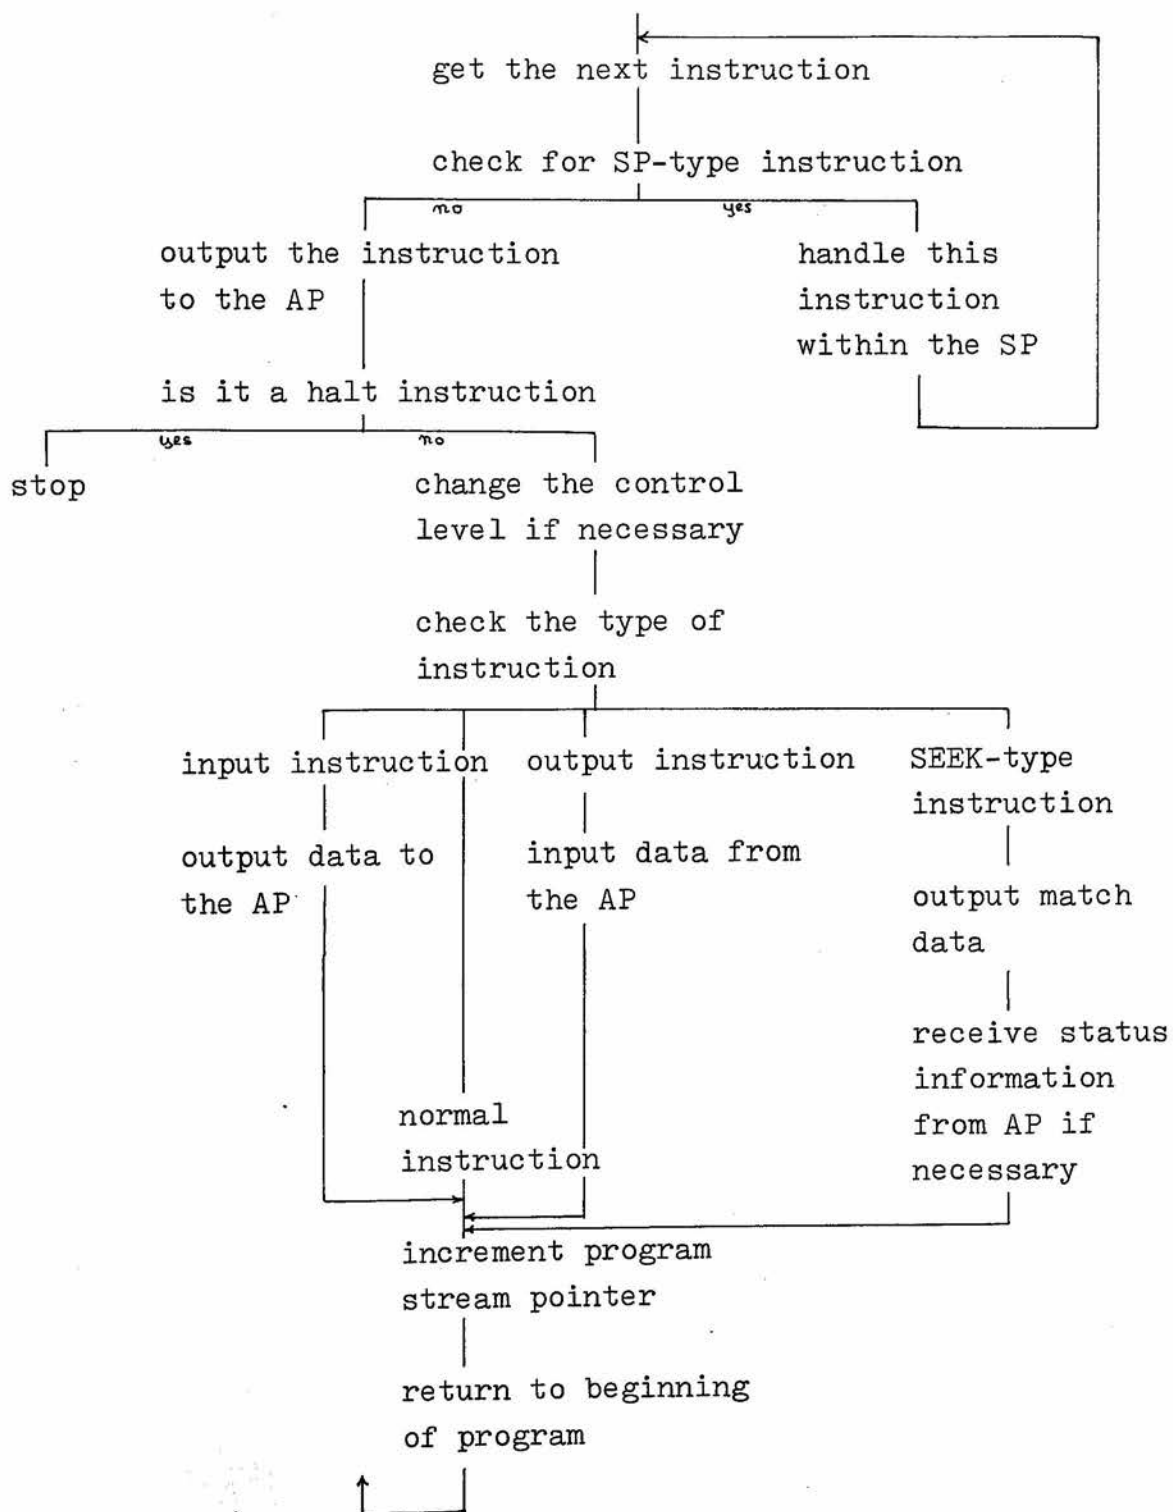 get the next instruction
check for SP-type instruction
no
yes
output the instruction
to the AP
handle this
instruction
within the SP
is it a halt instruction
yes
no
stop
change the control
level if necessary
check the type of
instruction
input instruction
output instruction
SEEK-type
instruction
output data to
the AP
input data from
the AP
output match
data
receive status
information
from AP if
necessary
normal
instruction
increment program
stream pointer
return to beginning
of program